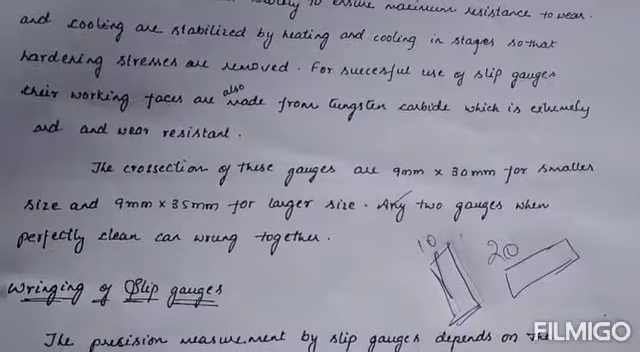 to ensure maximum resistance to wear.
and cooling are stabilized by heating and cooling in stages so that
hardening stresses are removed. For succesful use of slip gauges
their working faces are also made from tungsten carbide which is extremely
ard and wear resistant.
The crossection of these gauges are 9mm x 30mm for smaller
size and 9mm x 35mm for larger size. Any two gauges when
perfectly clean can wrung together.
10
20
Wringing of Slip gauges
The presision measurement by slip gauges depends on the
FILMIGO